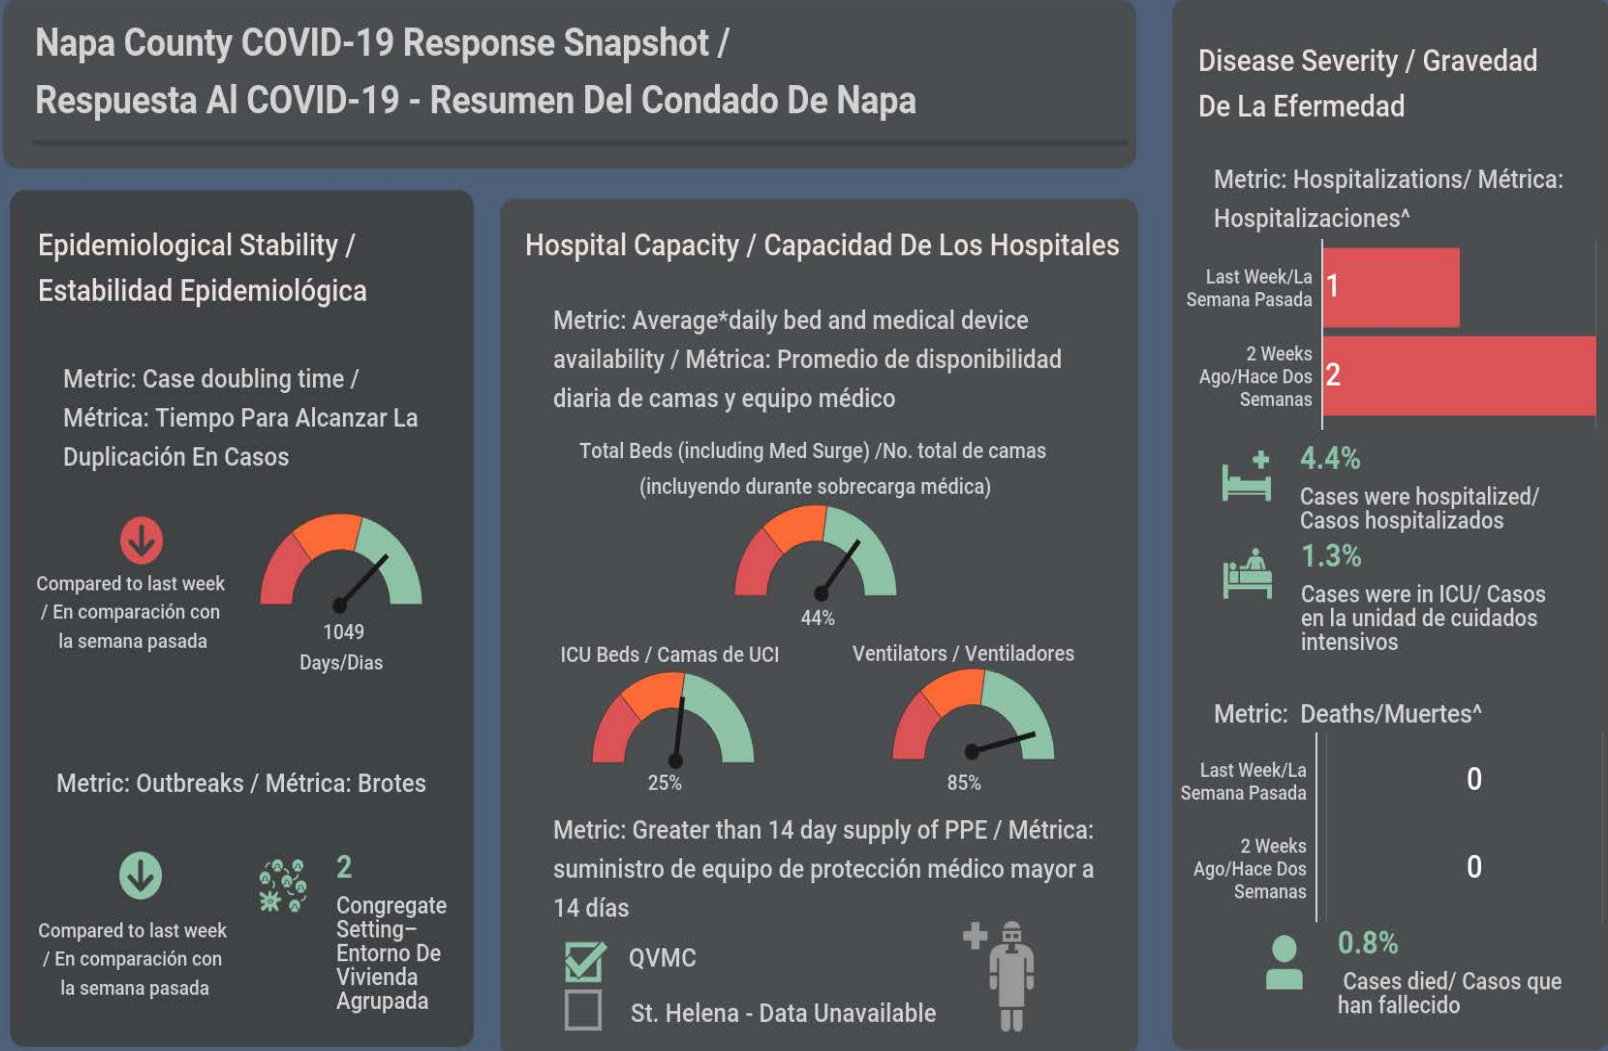 Napa County COVID-19 Response Snapshot /
Respuesta Al COVID-19 - Resumen Del Condado De Napa
Epidemiological Stability /
Estabilidad Epidemiológica
Metric: Case doubling time /
Métrica: Tiempo Para Alcanzar La
Duplicación En Casos
Compared to last week
/ En comparación con
la semana pasada
1049
Days/Dias
Metric: Outbreaks / Métrica: Brotes
Compared to last week
/ En comparación con
la semana pasada
2
Congregate
Setting–
Entorno De
Vivienda
Agrupada
Hospital Capacity / Capacidad De Los Hospitales
Metric: Average*daily bed and medical device
availability / Métrica: Promedio de disponibilidad
diaria de camas y equipo médico
Total Beds (including Med Surge) /No. total de camas
(incluyendo durante sobrecarga médica)
44%
ICU Beds / Camas de UCI
25%
Ventilators / Ventiladores
85%
Metric: Greater than 14 day supply of PPE / Métrica:
suministro de equipo de protección médico mayor a
14 días
QVMC
St. Helena - Data Unavailable
Disease Severity / Gravedad
De La Efermedad
Metric: Hospitalizations/ Métrica:
Hospitalizaciones^
Last Week/La
Semana Pasada
1
2 Weeks
Ago/Hace Dos
Semanas
2
4.4%
Cases were hospitalized/
Casos hospitalizados
1.3%
Cases were in ICU/ Casos
en la unidad de cuidados
intensivos
Metric: Deaths/Muertes^
Last Week/La
Semana Pasada
0
2 Weeks
Ago/Hace Dos
Semanas
0
0.8%
Cases died/ Casos que
han fallecido